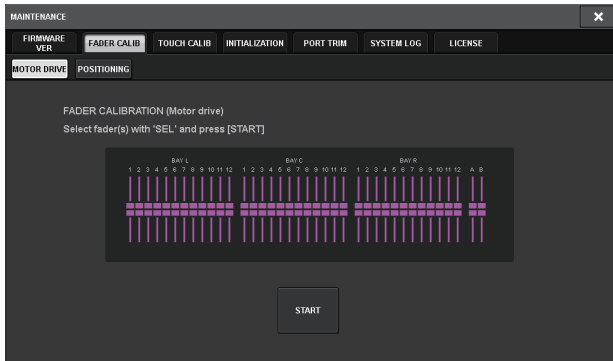 MAINTENANCE
FIRMWARE VER FADER CALIB TOUCH CALIB INITIALIZATION PORT TRIM SYSTEM LOG LICENSE
MOTOR DRIVE POSITIONING
FADER CALIBRATION (Motor drive)
Select fader(s) with 'SEL' and press [START]
BAY L BAY C BAY R
1 2 3 4 5 6 7 8 9 10 11 12 1 2 3 4 5 6 7 8 9 10 11 12 1 2 3 4 5 6 7 8 9 10 11 12 A B
START